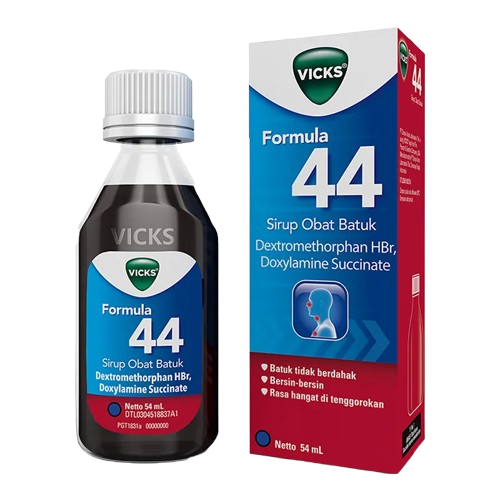 VICKS
VICKS®
Formula
44
Sirup Obat Batuk
Dextromethorphan HBr,
Doxylamine Succinate
Netto 54 mL
DTL0304518837A1
PGT1831a 00000000
VICKS®
Formula
44
Sirup Obat Batuk
Dextromethorphan HBr,
Doxylamine Succinate
Batuk tidak berdahak
Bersin-bersin
Rasa hangat di tenggorokan
Netto 54 mL
VICKS
Formula
44